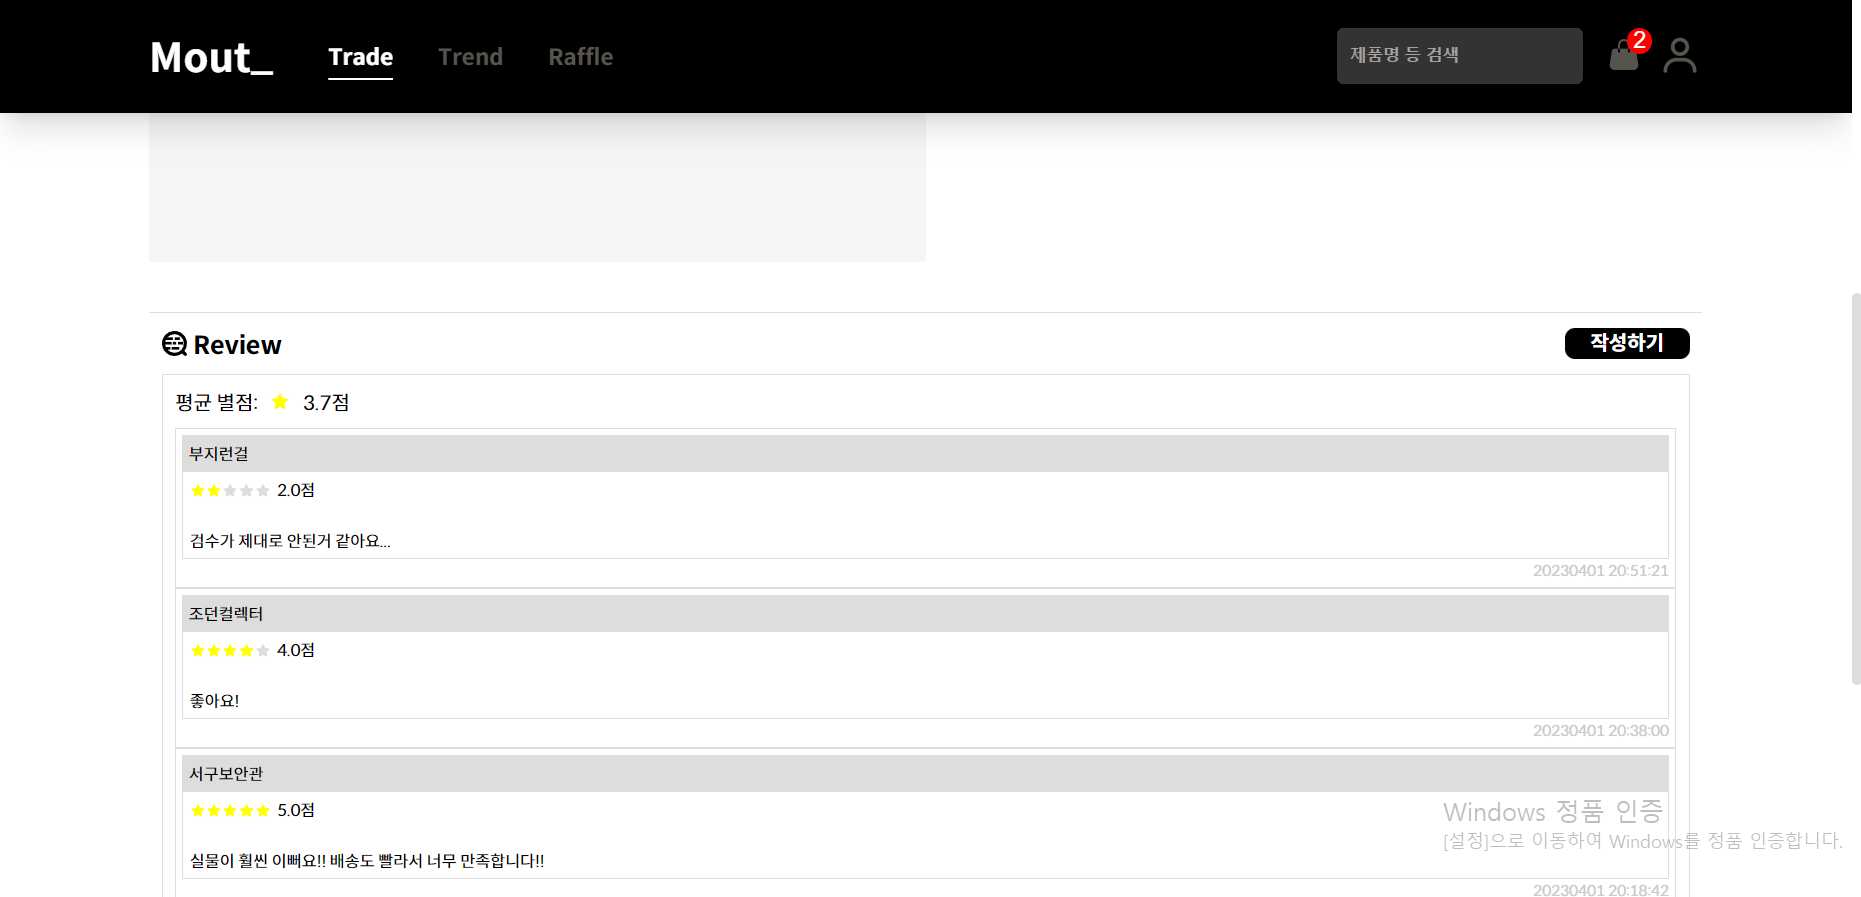 Mout_ Trade Trend Raffle 제품명 등 검색 2
Review 작성하기
평균 별점: 3.7점
부지런걸
2.0점
검수가 제대로 안된거 같아요...
20230401 20:51:21
조던컬렉터
4.0점
좋아요!
20230401 20:38:00
서구보안관
5.0점
실물이 훨씬 이뻐요!! 배송도 빨라서 너무 만족합니다!!
20230401 20:18:42
Windows 정품 인증
[설정]으로 이동하여 Windows를 정품 인증합니다.